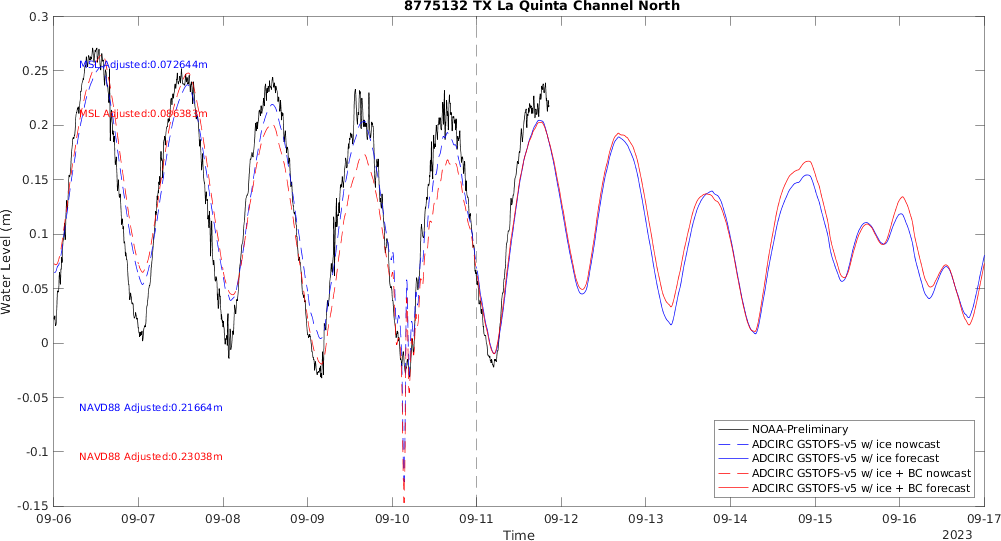 8775132 TX La Quinta Channel North
0.3
0.25
0.2
0.15
0.1
0.05
0
-0.05
-0.1
-0.15
Water Level (m)
MSL Adjusted:0.072644m
MSL Adjusted:0.086383m
NAVD88 Adjusted:0.21664m
NAVD88 Adjusted:0.23038m
NOAA-Preliminary
ADCIRC GSTOFS-v5 w/ ice nowcast
ADCIRC GSTOFS-v5 w/ ice forecast
ADCIRC GSTOFS-v5 w/ ice + BC nowcast
ADCIRC GSTOFS-v5 w/ ice + BC forecast
09-06 09-07 09-08 09-09 09-10 09-11 09-12 09-13 09-14 09-15 09-16 09-17
Time
2023